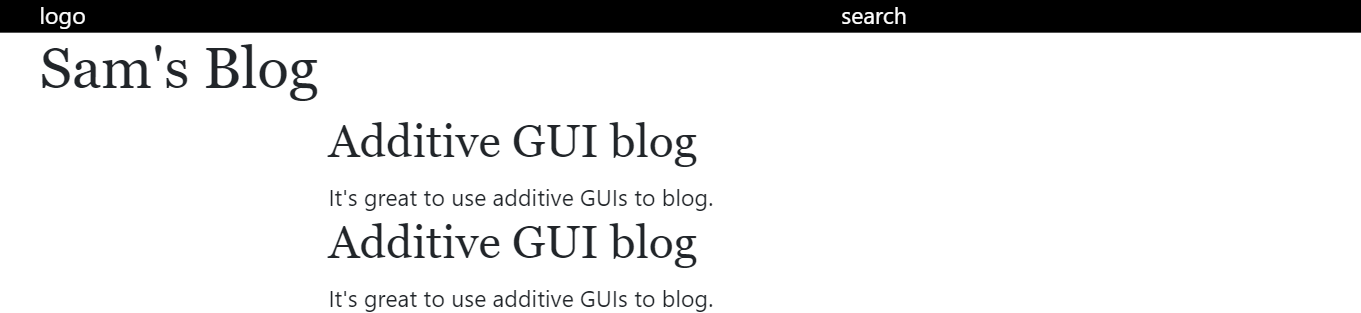 logo search
Sam's Blog
Additive GUI blog
It's great to use additive GUIs to blog.
Additive GUI blog
It's great to use additive GUIs to blog.